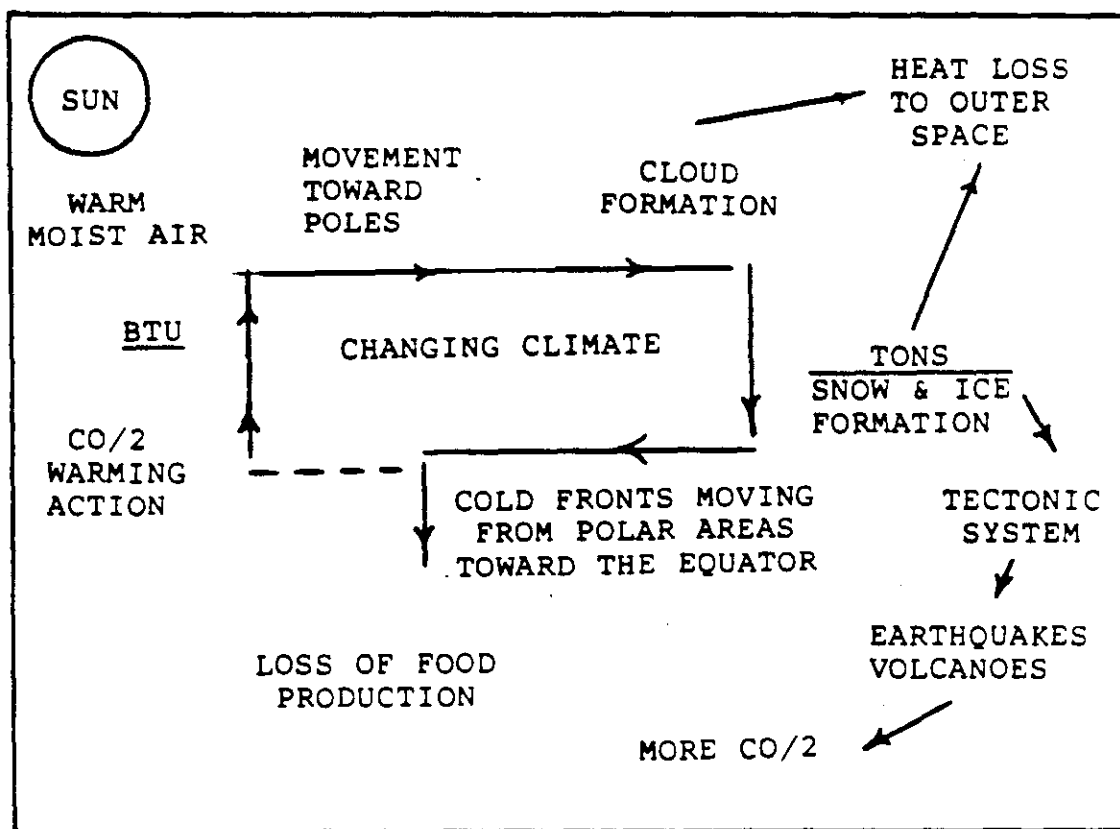 SUN
HEAT LOSS
TO OUTER
SPACE
MOVEMENT
TOWARD
POLES
CLOUD
FORMATION
WARM
MOIST AIR
BTU
CHANGING CLIMATE
TONS
SNOW & ICE
FORMATION
CO/2
WARMING
ACTION
COLD FRONTS MOVING
FROM POLAR AREAS
TOWARD THE EQUATOR
TECTONIC
SYSTEM
EARTHQUAKES
VOLCANOES
LOSS OF FOOD
PRODUCTION
MORE CO/2